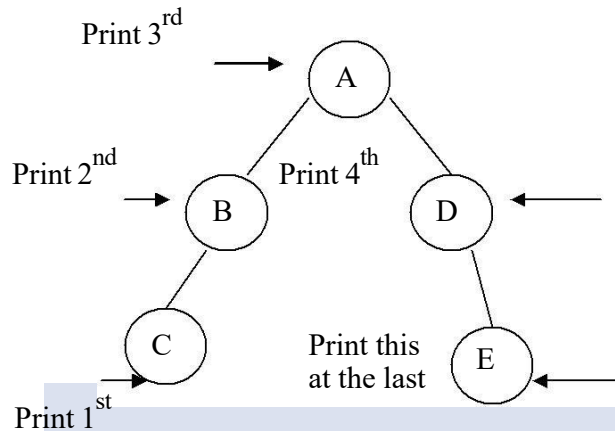 Print 3rd
A
Print 2nd
Print 4th
B
D
C
Print this
at the last
E
Print 1st